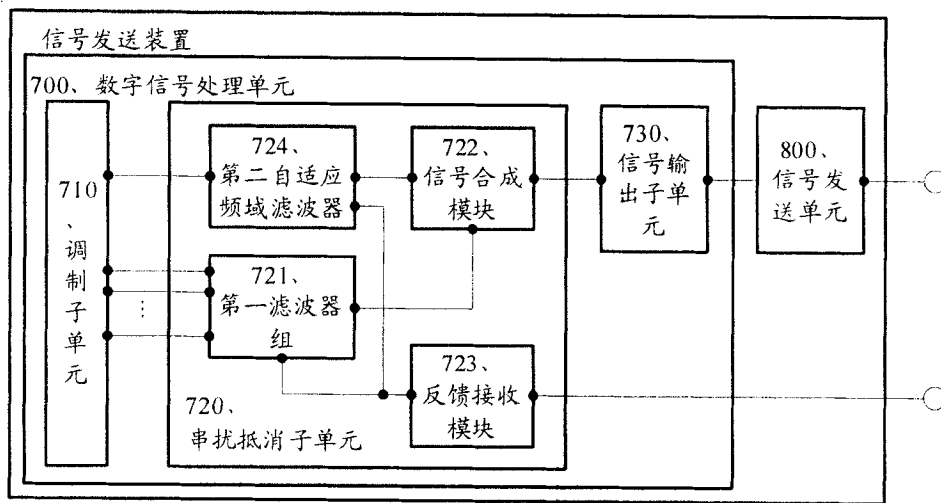 信号发送装置
700、数字信号处理单元
710
、
调
制
子
单
元
724、
第二自适应
频域滤波器
722、
信号合成
模块
730、
信号输
出子单
元
800、
信号发
送单元
721、
第一滤波器
组
723、
反馈接收
模块
720、
串扰抵消子单元